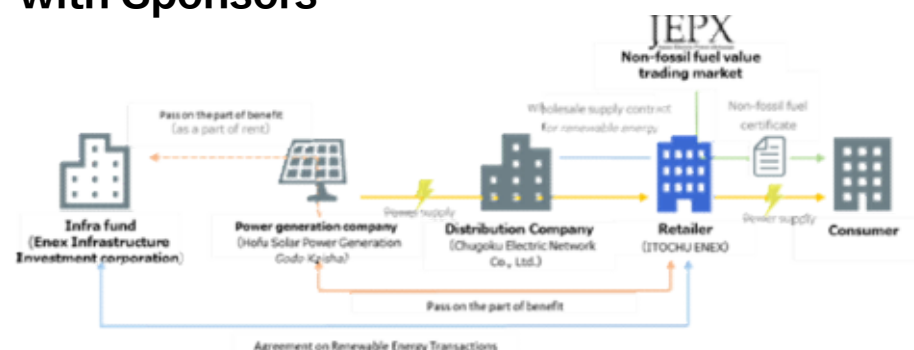 with Sponsors
JEPX
Non-fossil fuel value
trading market
Pass on the part of benefit
(as a part of rent)
Wholesale supply contract
for renewable energy
Non-fossil fuel
certificate
Power supply
Power supply
Infra fund
(Enex Infrastructure
Investment corporation)
Power generation company
(Hofu Solar Power Generation
Godo Kaisha)
Distribution Company
(Chugoku Electric Network
Co., Ltd.)
Retailer
(ITOCHU ENEX)
Consumer
Pass on the part of benefit
Agreement on Renewable Energy Transactions